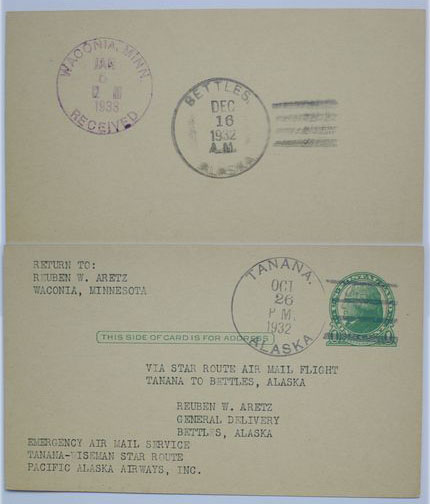 WACONIA, MINN.
JAN
6
1933
RECEIVED
BETTLES,
DEC
16
1932
A.M.
ALASKA
RETURN TO:
REUBEN W. ARETZ
WACONIA, MINNESOTA
TANANA,
OCT
26
P M.
1932
ALASKA
THIS SIDE OF CARD IS FOR ADDRESS
VIA STAR ROUTE AIR MAIL FLIGHT
TANANA TO BETTLES, ALASKA
REUBEN W. ARETZ
GENERAL DELIVERY
BETTLES, ALASKA
EMERGENCY AIR MAIL SERVICE
TANANA-WISEMAN STAR ROUTE
PACIFIC ALASKA AIRWAYS, INC.